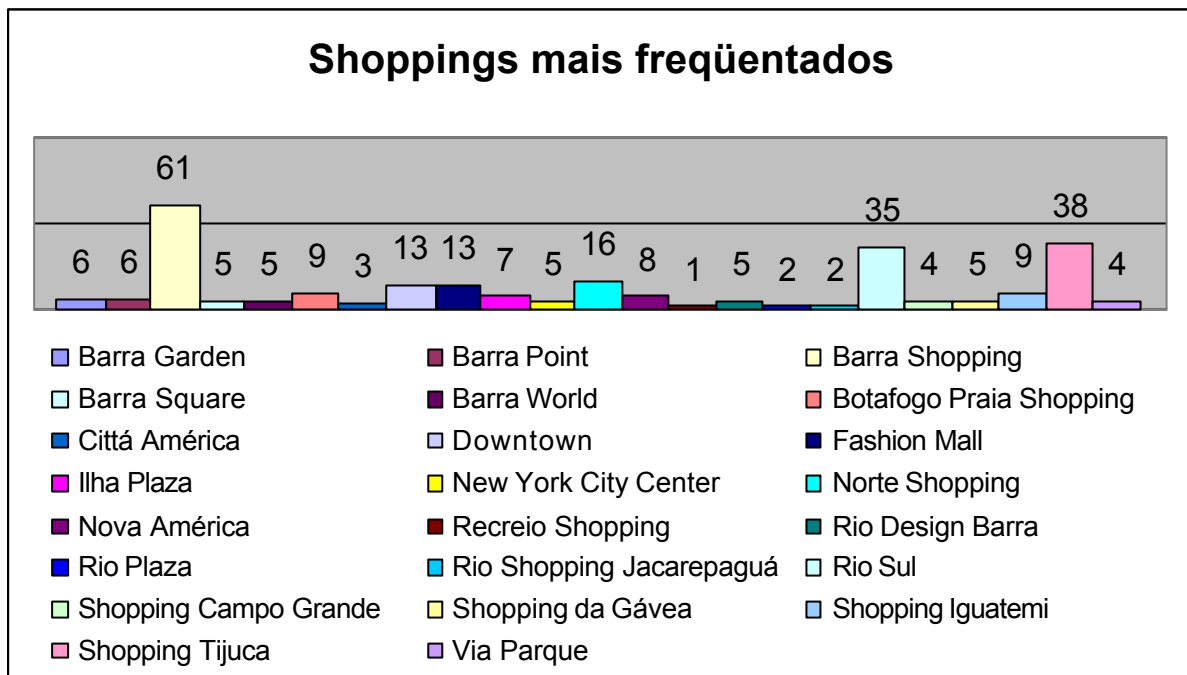 Shoppings mais freqüentados
61
35
38
6 6 5 5 9 3 13 13 7 5 16 8 1 5 2 2 4 5 9 4
Barra Garden Barra Point Barra Shopping
Barra Square Barra World Botafogo Praia Shopping
Cittá América Downtown Fashion Mall
Ilha Plaza New York City Center Norte Shopping
Nova América Recreio Shopping Rio Design Barra
Rio Plaza Rio Shopping Jacarepaguá Rio Sul
Shopping Campo Grande Shopping da Gávea Shopping Iguatemi
Shopping Tijuca Via Parque